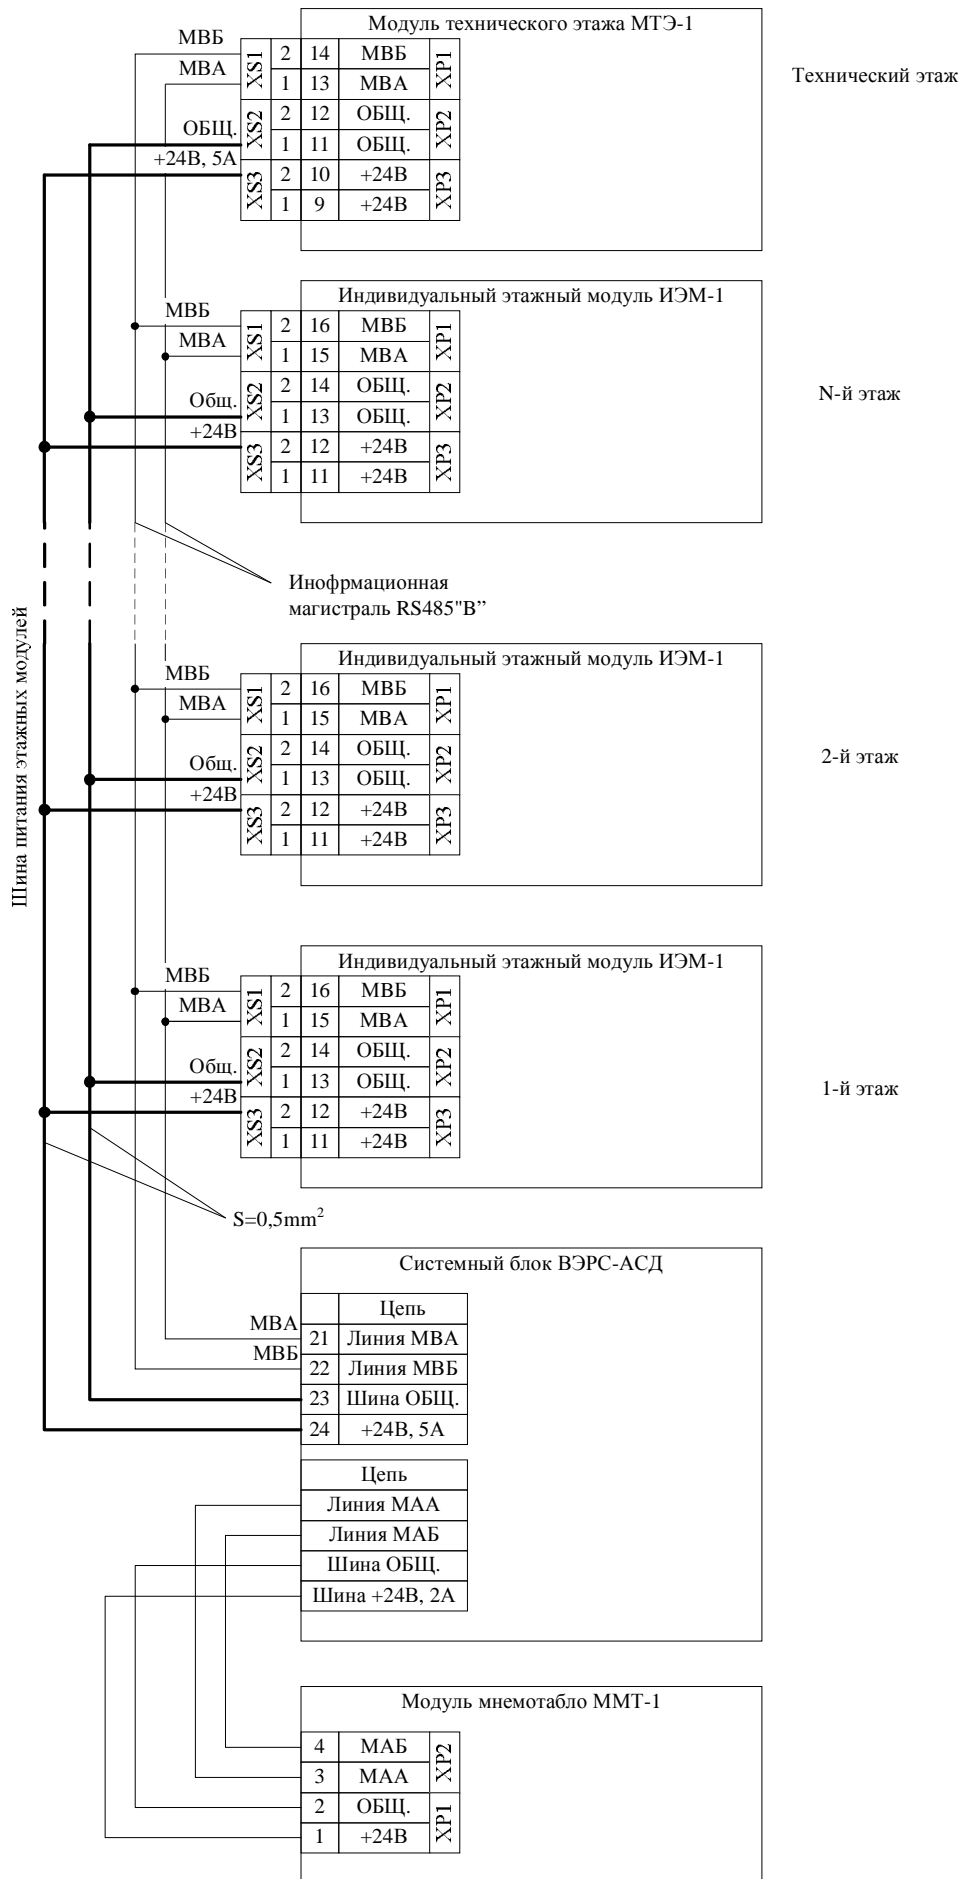 Модуль технического этажа МТЭ-1
МВБ
XS1
2 14 МВБ
XP1
МВА
1 13 МВА
Технический этаж
XS2
2 12 ОБЩ.
XP2
ОБЩ.
1 11 ОБЩ.
+24В, 5А
XS3
2 10 +24В
XP3
1 9 +24В
Индивидуальный этажный модуль ИЭМ-1
МВБ
XS1
2 16 МВБ
XP1
МВА
1 15 МВА
XS2
2 14 ОБЩ.
XP2
N-й этаж
Общ.
1 13 ОБЩ.
+24В
XS3
2 12 +24В
XP3
1 11 +24В
Инофрмационная
магистраль RS485"В”
Шина питания этажных модулей
Индивидуальный этажный модуль ИЭМ-1
МВБ
XS1
2 16 МВБ
XP1
МВА
1 15 МВА
XS2
2 14 ОБЩ.
XP2
2-й этаж
Общ.
1 13 ОБЩ.
+24В
XS3
2 12 +24В
XP3
1 11 +24В
Индивидуальный этажный модуль ИЭМ-1
МВБ
XS1
2 16 МВБ
XP1
МВА
1 15 МВА
XS2
2 14 ОБЩ.
XP2
Общ.
1 13 ОБЩ.
1-й этаж
+24В
XS3
2 12 +24В
XP3
1 11 +24В
S=0,5mm²
Системный блок ВЭРС-АСД
Цепь
МВА
21 Линия МВА
МВБ
22 Линия МВБ
23 Шина ОБЩ.
24 +24В, 5А
Цепь
Линия МАА
Линия МАБ
Шина ОБЩ.
Шина +24В, 2А
Модуль мнемотабло ММТ-1
4 МАБ
XP2
3 МАА
2 ОБЩ.
XP1
1 +24В